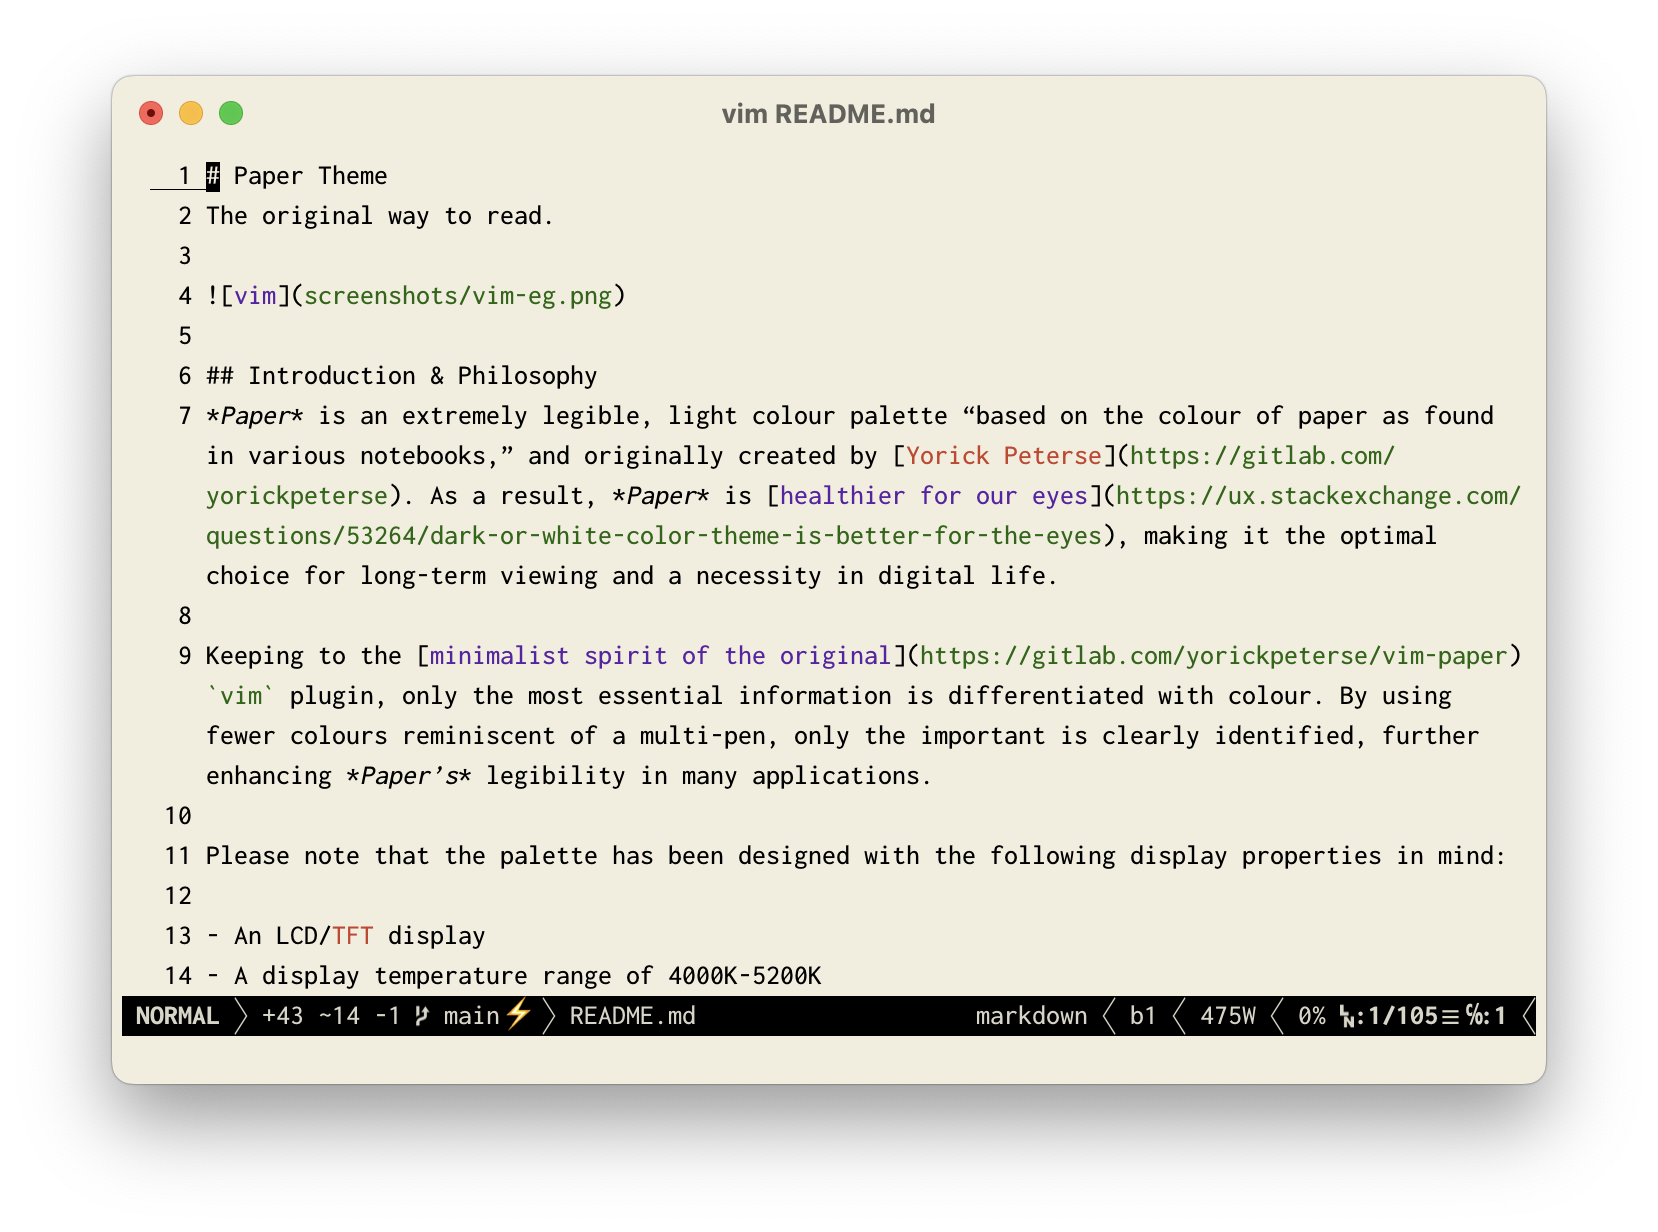 vim README.md
1 # Paper Theme
2 The original way to read.
3
4 ![vim](screenshots/vim-eg.png)
5
6 ## Introduction & Philosophy
7 *Paper* is an extremely legible, light colour palette “based on the colour of paper as found
in various notebooks,” and originally created by [Yorick Peterse](https://gitlab.com/
yorickpeterse). As a result, *Paper* is [healthier for our eyes](https://ux.stackexchange.com/
questions/53264/dark-or-white-color-theme-is-better-for-the-eyes), making it the optimal
choice for long-term viewing and a necessity in digital life.
8
9 Keeping to the [minimalist spirit of the original](https://gitlab.com/yorickpeterse/vim-paper)
`vim` plugin, only the most essential information is differentiated with colour. By using
fewer colours reminiscent of a multi-pen, only the important is clearly identified, further
enhancing *Paper’s* legibility in many applications.
10
11 Please note that the palette has been designed with the following display properties in mind:
12
13 - An LCD/TFT display
14 - A display temperature range of 4000K-5200K
NORMAL +43 ~14 -1 main⚡ README.md markdown b1 475W 0% LN:1/105≡℅:1